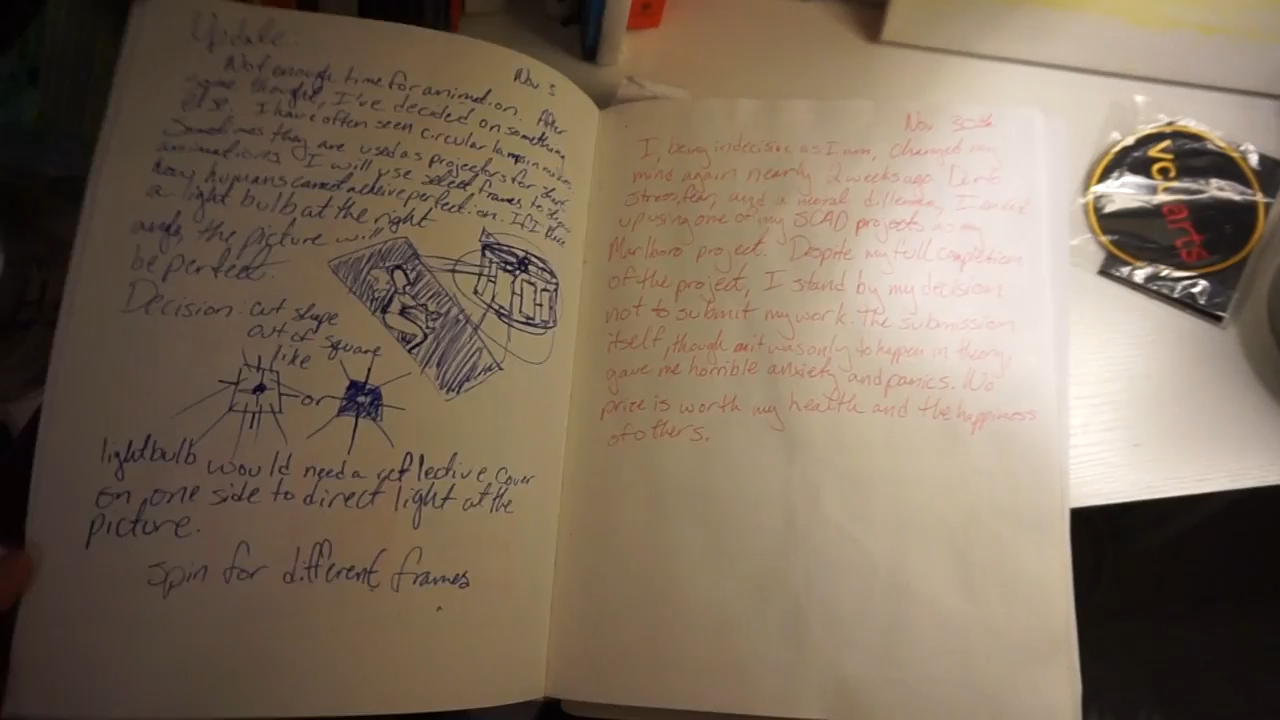 Update:
Nov 3
Not enough time for animation. After
some thought, I've decided on something
else. I have often seen circular lamps in
Sometimes they are used as projectors for short
animations. I will use select frames to
how humans cannot achieve perfection. If I place
a light bulb at the right
angle, the picture will
be perfect.
Decision: cut shape
out of square
like
or
lightbulb would need a reflective cover
on one side to direct light at the
picture.
spin for different frames
Nov 30th
I, being indecisive as I am, changed my
mind again nearly 2 weeks ago. Due to
stress, fear, and a moral dilemma, I ended
up using one of my SCAD projects as my
Marlboro project. Despite my full completion
of the project, I stand by my decision
not to submit my work. The submission
itself, though it was only to happen in theory,
gave me horrible anxiety and panics. No
prize is worth my health and the happiness
of others.
vcuarts